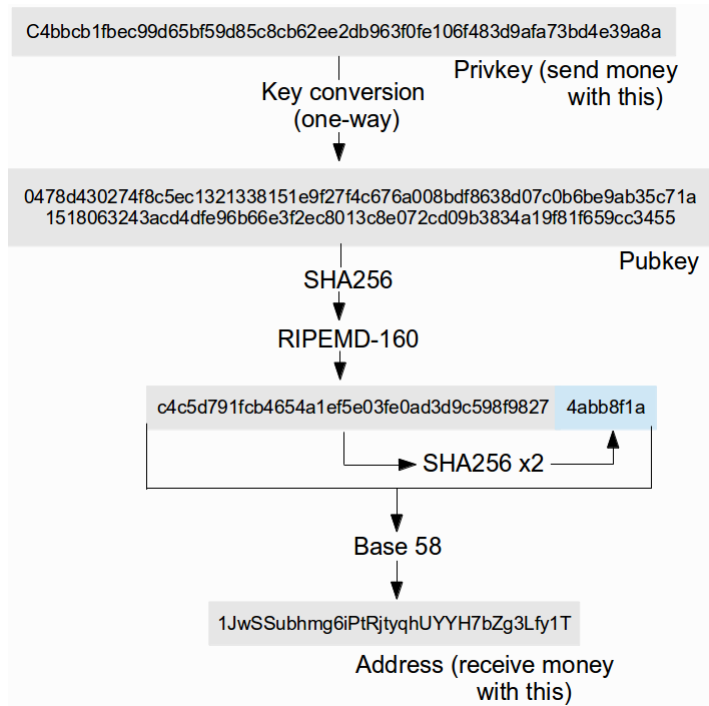 C4bbcb1fbec99d65bf59d85c8cb62ee2db963f0fe106f483d9afa73bd4e39a8a
Privkey (send money
with this)
Key conversion
(one-way)
0478d430274f8c5ec1321338151e9f27f4c676a008bdf8638d07c0b6be9ab35c71a
1518063243acd4dfe96b66e3f2ec8013c8e072cd09b3834a19f81f659cc3455
Pubkey
SHA256
RIPEMD-160
c4c5d791fcb4654a1ef5e03fe0ad3d9c598f9827 4abb8f1a
SHA256 x2
Base 58
1JwSSubhmg6iPtRjtyqhUYYH7bZg3Lfy1T
Address (receive money
with this)